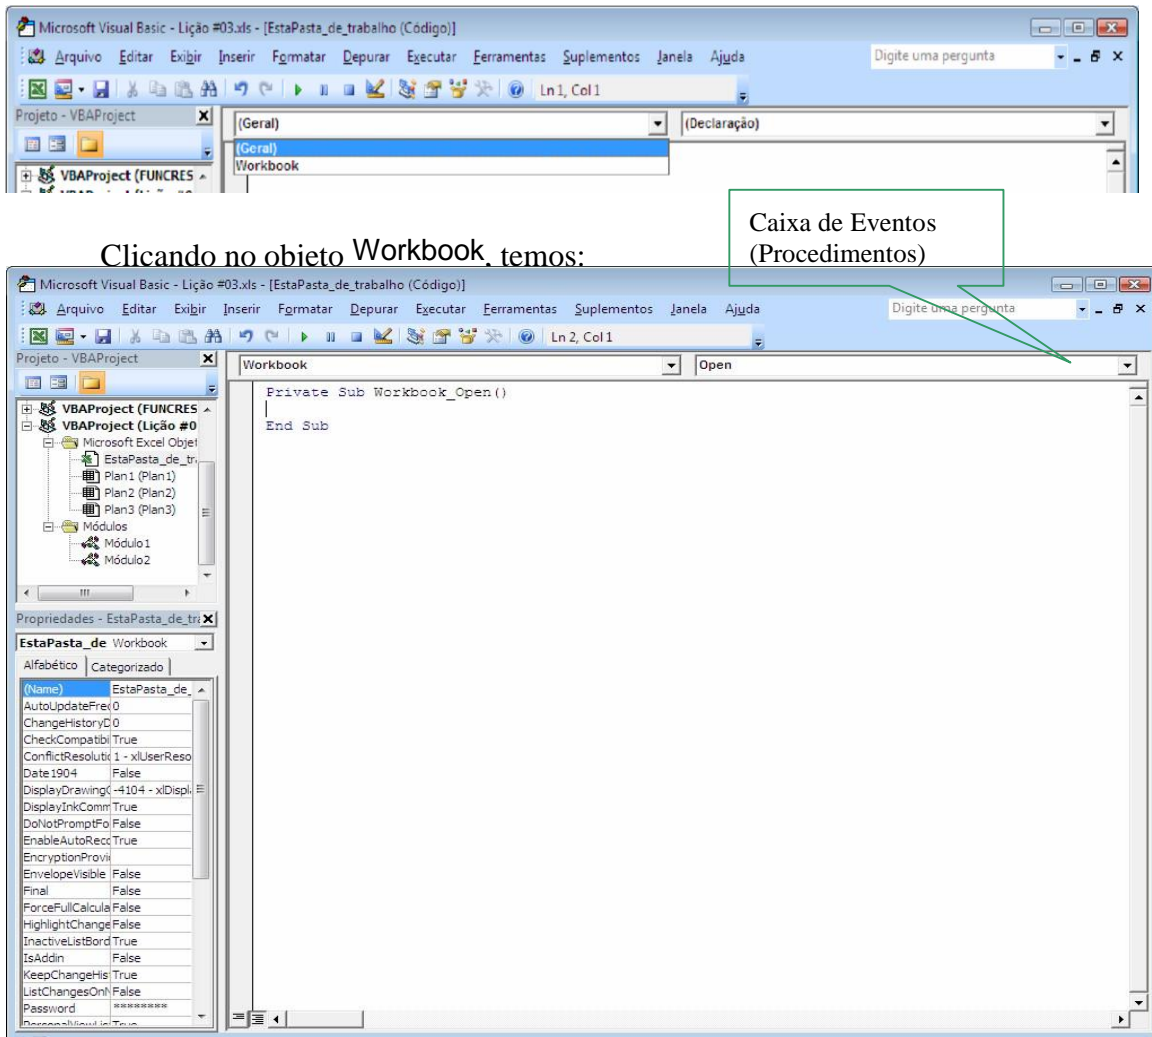 Microsoft Visual Basic - Lição #03.xls - [EstaPasta_de_trabalho (Código)]
Arquivo Editar Exibir Inserir Formatar Depurar Executar Ferramentas Suplementos Janela Ajuda Digite uma pergunta
Ln 1, Col 1
Projeto - VBAProject
(Geral) (Declaração)
(Geral)
Workbook
VBAProject (FUNCRES
Caixa de Eventos
(Procedimentos)
Clicando no objeto Workbook, temos:
Microsoft Visual Basic - Lição #03.xls - [EstaPasta_de_trabalho (Código)]
Arquivo Editar Exibir Inserir Formatar Depurar Executar Ferramentas Suplementos Janela Ajuda Digite uma pergunta
Ln 2, Col 1
Projeto - VBAProject
Workbook Open
Private Sub Workbook_Open()
End Sub
VBAProject (FUNCRES
VBAProject (Lição #0
Microsoft Excel Objet
EstaPasta_de_tr
Plan1 (Plan1)
Plan2 (Plan2)
Plan3 (Plan3)
Módulos
Módulo1
Módulo2
Propriedades - EstaPasta_de_tra
EstaPasta_de Workbook
Alfabético Categorizado
(Name) EstaPasta_de_
AutoUpdateFrec 0
ChangeHistoryD 0
CheckCompatibi True
ConflictResolutic 1 - xlUserReso
Date1904 False
DisplayDrawingC -4104 - xlDispl
DisplayInkComm True
DoNotPromptFo False
EnableAutoRecc True
EncryptionProvi
EnvelopeVisible False
Final False
ForceFullCalcula False
HighlightChange False
InactiveListBord True
IsAddin False
KeepChangeHis True
ListChangesOnN False
Password ********
PersonalViewLis True